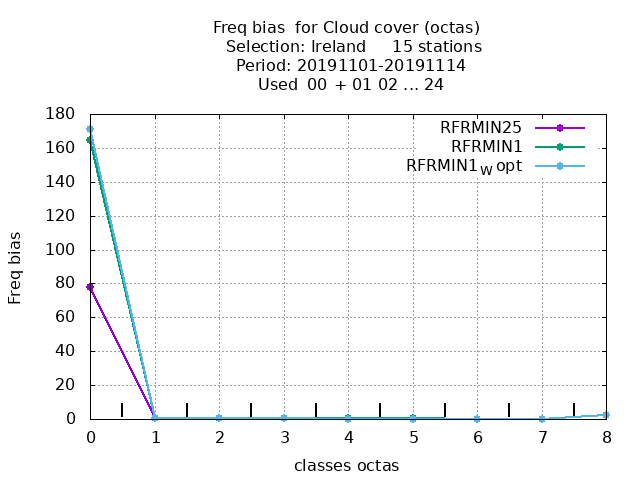 Freq bias  for Cloud cover (octas)
Selection: Ireland     15 stations
Period: 20191101-20191114
Used  00 + 01 02 ... 24
180
160
140
120
100
80
60
40
20
0
Freq bias
RFRMIN25
RFRMIN1
RFRMIN1W opt
0 1 2 3 4 5 6 7 8
classes octas